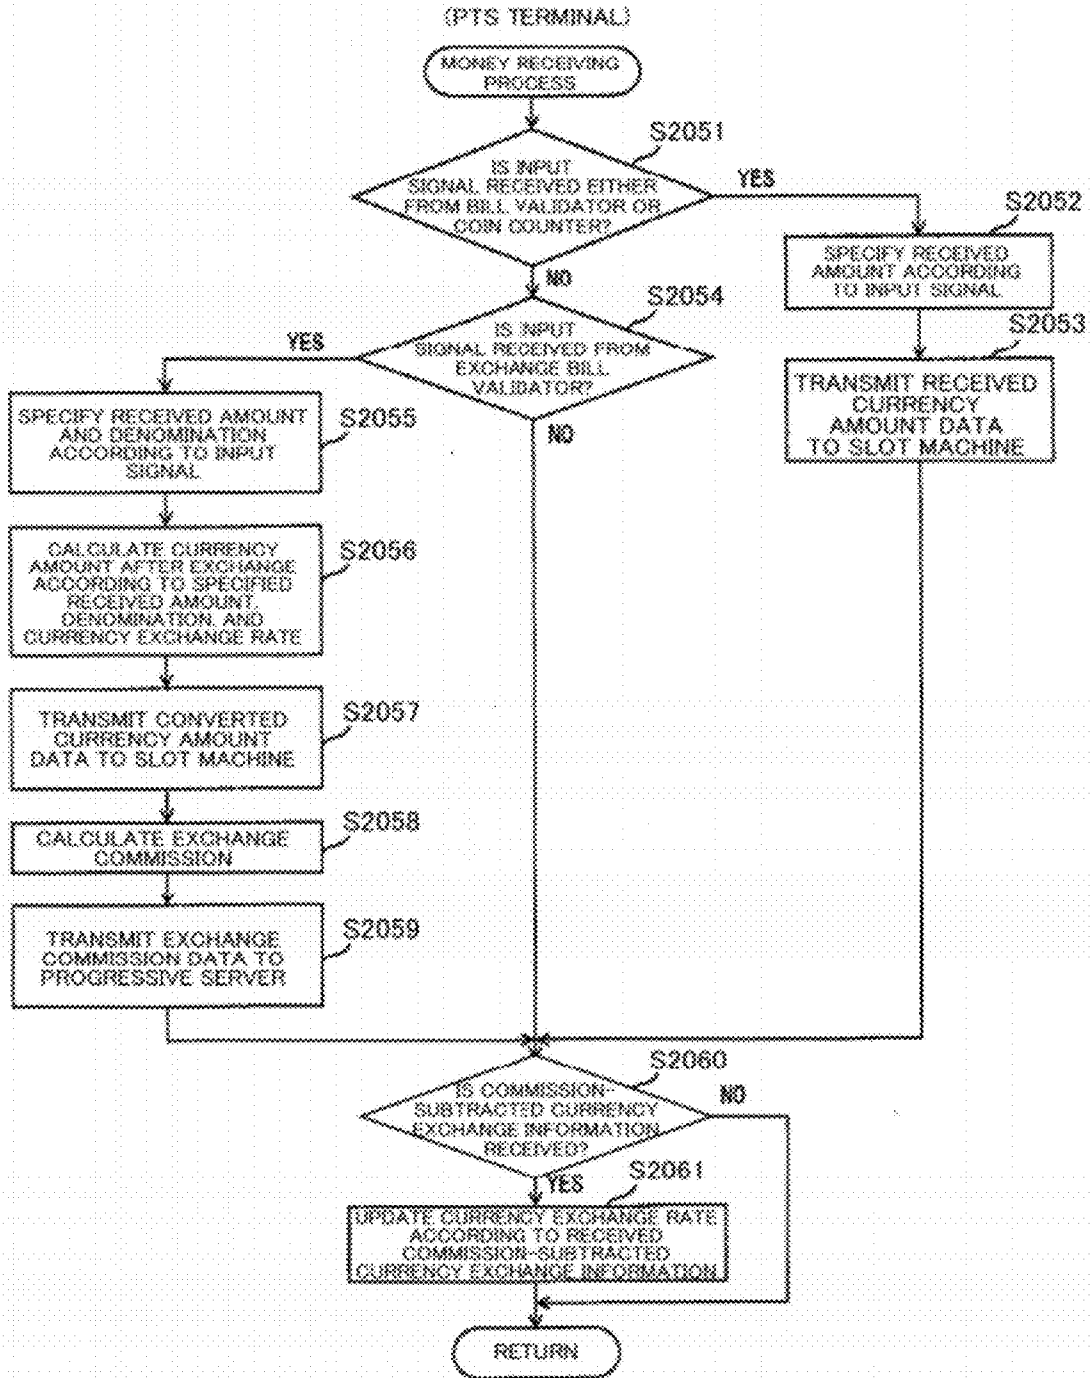 (PTS TERMINAL)
MONEY RECEIVING
PROCESS
S2051
IS INPUT
SIGNAL RECEIVED EITHER
FROM BILL VALIDATOR OR
COIN COUNTER?
YES
S2052
SPECIFY RECEIVED
AMOUNT ACCORDING
TO INPUT SIGNAL
NO
S2054
IS INPUT
SIGNAL RECEIVED FROM
EXCHANGE BILL
VALIDATOR?
YES
S2053
TRANSMIT RECEIVED
CURRENCY
AMOUNT DATA
TO SLOT MACHINE
NO
SPECIFY RECEIVED AMOUNT
AND DENOMINATION
ACCORDING TO INPUT
SIGNAL
S2055
CALCULATE CURRENCY
AMOUNT AFTER EXCHANGE
ACCORDING TO SPECIFIED
RECEIVED AMOUNT,
DENOMINATION, AND
CURRENCY EXCHANGE RATE
S2056
TRANSMIT CONVERTED
CURRENCY AMOUNT
DATA TO SLOT MACHINE
S2057
CALCULATE EXCHANGE
COMMISSION
S2058
TRANSMIT EXCHANGE
COMMISSION DATA TO
PROGRESSIVE SERVER
S2059
S2060
IS COMMISSION-
SUBTRACTED CURRENCY
EXCHANGE INFORMATION
RECEIVED?
NO
YES
S2061
UPDATE CURRENCY EXCHANGE RATE
ACCORDING TO RECEIVED
COMMISSION-SUBTRACTED
CURRENCY EXCHANGE INFORMATION
RETURN